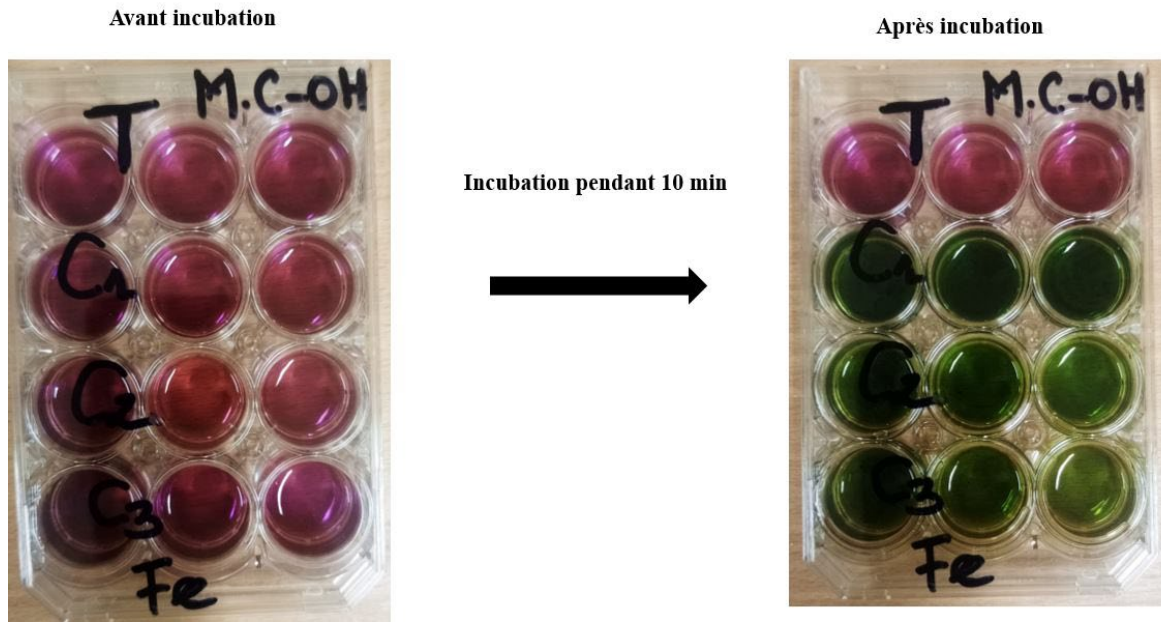 Avant incubation
Après incubation
M.C.-OH
T
C1
C2
C3
Fe
Incubation pendant 10 min
M.C.-OH
T
C1
C2
C3
Fe